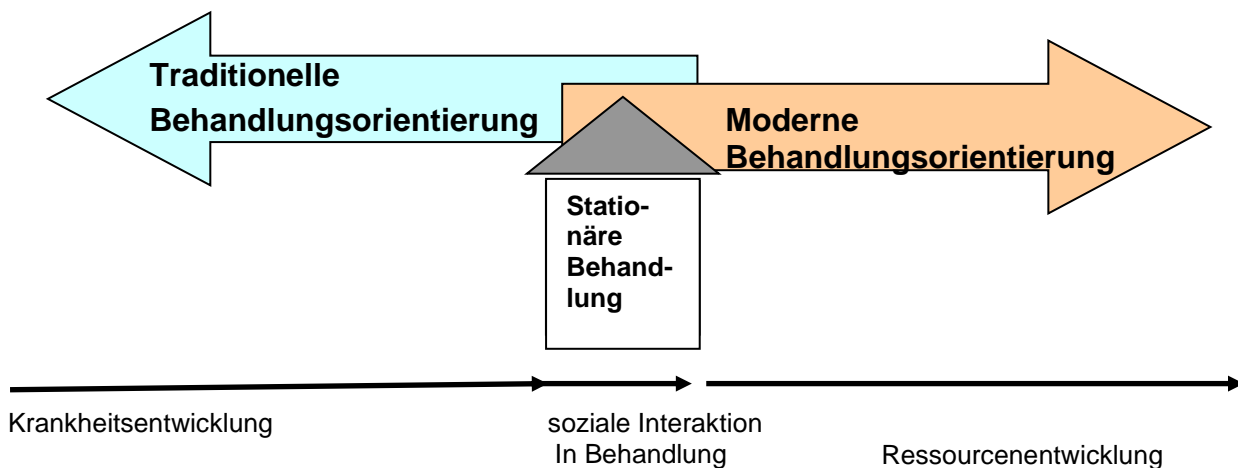 Traditionelle
Behandlungsorientierung
Moderne
Behandlungsorientierung
Statio-
näre
Behand-
lung
Krankheitsentwicklung
soziale Interaktion
In Behandlung
Ressourcenentwicklung